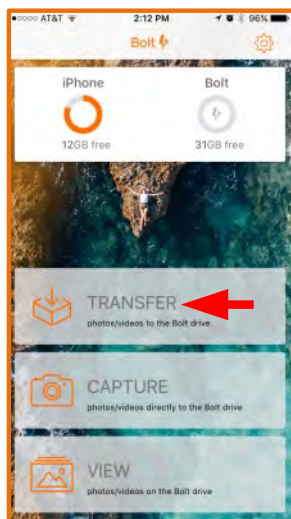 AT&T 2:12 PM 96%
Bolt
iPhone Bolt
12GB free 31GB free
TRANSFER
photos/videos to the Bolt drive
CAPTURE
photos/videos directly to the Bolt drive
VIEW
photos/videos on the Bolt drive